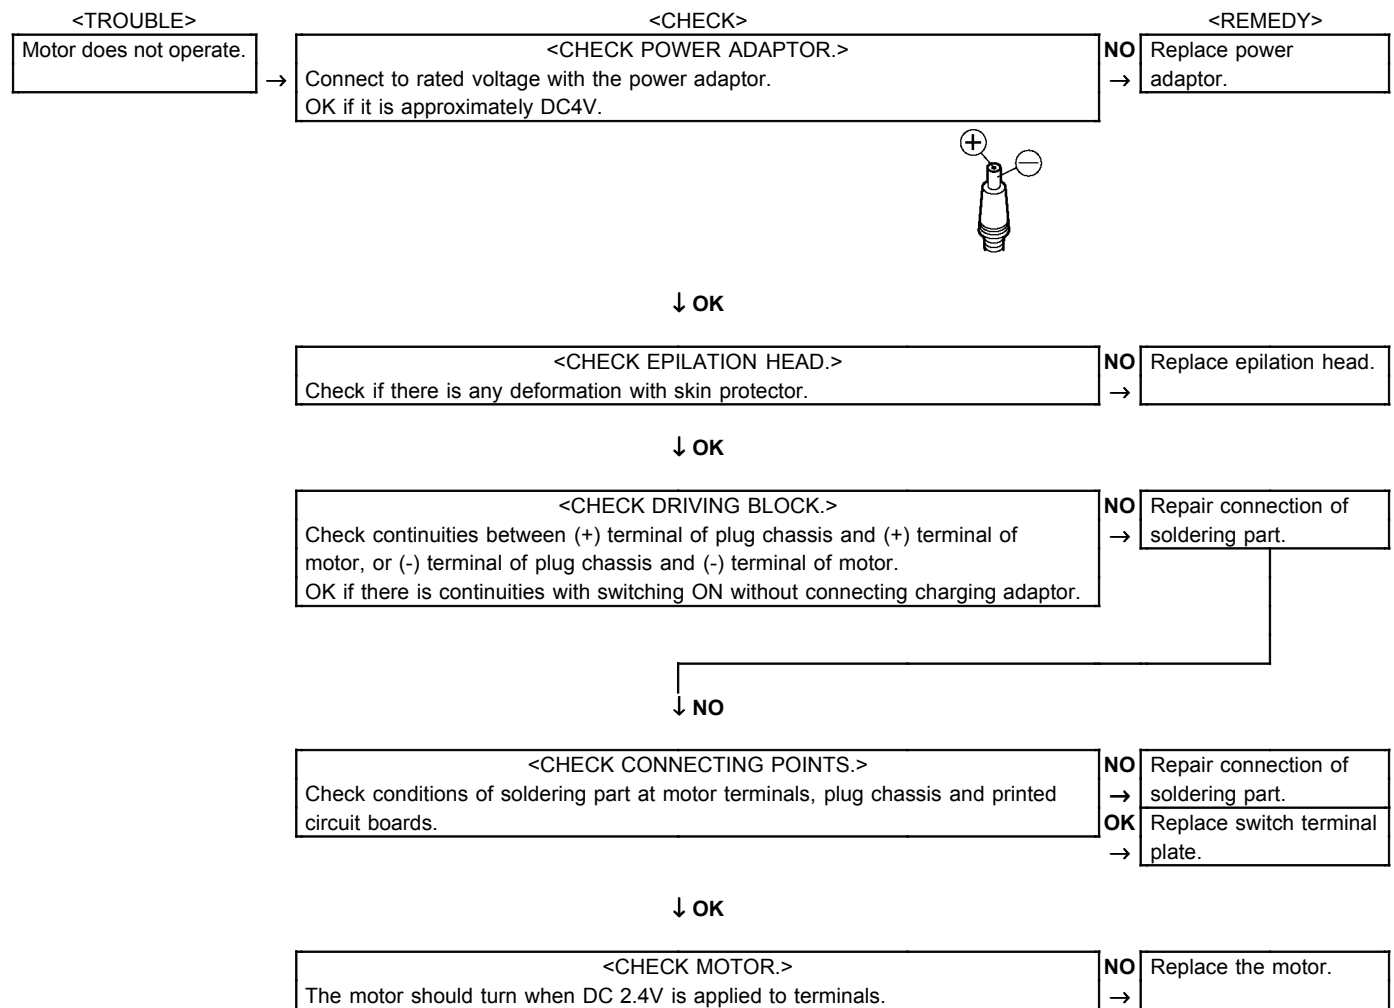 <TROUBLE>
<CHECK>
<REMEDY>
Motor does not operate.
→
<CHECK POWER ADAPTOR.>
Connect to rated voltage with the power adaptor.
OK if it is approximately DC4V.
NO
→
Replace power
adaptor.
+
−
↓ OK
<CHECK EPILATION HEAD.>
Check if there is any deformation with skin protector.
NO
→
Replace epilation head.
↓ OK
<CHECK DRIVING BLOCK.>
Check continuities between (+) terminal of plug chassis and (+) terminal of
motor, or (-) terminal of plug chassis and (-) terminal of motor.
OK if there is continuities with switching ON without connecting charging adaptor.
NO
→
Repair connection of
soldering part.
↓ NO
<CHECK CONNECTING POINTS.>
Check conditions of soldering part at motor terminals, plug chassis and printed
circuit boards.
NO
→
Repair connection of
soldering part.
OK
→
Replace switch terminal
plate.
↓ OK
<CHECK MOTOR.>
The motor should turn when DC 2.4V is applied to terminals.
NO
→
Replace the motor.